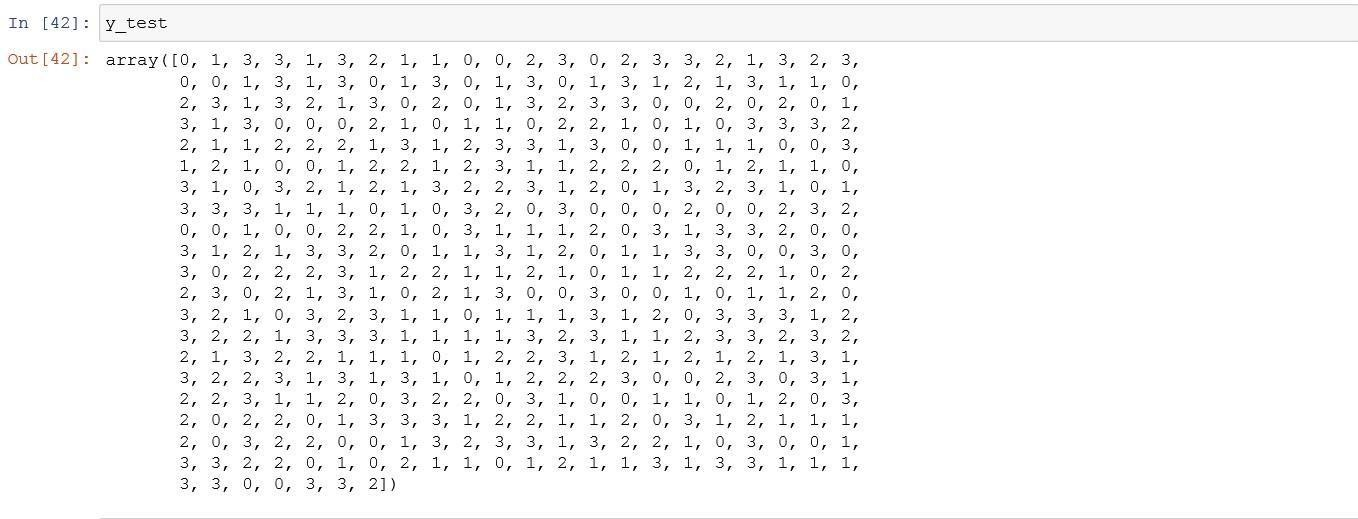 In [42]: y_test
Out[42]: array([0, 1, 3, 3, 1, 3, 2, 1, 1, 0, 0, 2, 3, 0, 2, 3, 3, 2, 1, 3, 2, 3,
0, 0, 1, 3, 1, 3, 0, 1, 3, 0, 1, 3, 0, 1, 3, 1, 2, 1, 3, 1, 1, 0,
2, 3, 1, 3, 2, 1, 3, 0, 2, 0, 1, 3, 2, 3, 3, 0, 0, 2, 0, 2, 0, 1,
3, 1, 3, 0, 0, 0, 2, 1, 0, 1, 1, 0, 2, 2, 1, 0, 1, 0, 3, 3, 3, 2,
2, 1, 1, 2, 2, 2, 1, 3, 1, 2, 3, 3, 1, 3, 0, 0, 1, 1, 1, 0, 0, 3,
1, 2, 1, 0, 0, 1, 2, 2, 1, 2, 3, 1, 1, 2, 2, 2, 0, 1, 2, 1, 1, 0,
3, 1, 0, 3, 2, 1, 2, 1, 3, 2, 2, 3, 1, 2, 0, 1, 3, 2, 3, 1, 0, 1,
3, 3, 3, 1, 1, 1, 0, 1, 0, 3, 2, 0, 3, 0, 0, 0, 2, 0, 0, 2, 3, 2,
0, 0, 1, 0, 0, 2, 2, 1, 0, 3, 1, 1, 1, 2, 0, 3, 1, 3, 3, 2, 0, 0,
3, 1, 2, 1, 3, 3, 2, 0, 1, 1, 3, 1, 2, 0, 1, 1, 3, 3, 0, 0, 3, 0,
3, 0, 2, 2, 2, 3, 1, 2, 2, 1, 1, 2, 1, 0, 1, 1, 2, 2, 2, 1, 0, 2,
2, 3, 0, 2, 1, 3, 1, 0, 2, 1, 3, 0, 0, 3, 0, 0, 1, 0, 1, 1, 2, 0,
3, 2, 1, 0, 3, 2, 3, 1, 1, 0, 1, 1, 1, 3, 1, 2, 0, 3, 3, 3, 1, 2,
3, 2, 2, 1, 3, 3, 3, 1, 1, 1, 1, 3, 2, 3, 1, 1, 2, 3, 3, 2, 3, 2,
2, 1, 3, 2, 2, 1, 1, 1, 0, 1, 2, 2, 3, 1, 2, 1, 2, 1, 2, 1, 3, 1,
3, 2, 2, 3, 1, 3, 1, 3, 1, 0, 1, 2, 2, 2, 3, 0, 0, 2, 3, 0, 3, 1,
2, 2, 3, 1, 1, 2, 0, 3, 2, 2, 0, 3, 1, 0, 0, 1, 1, 0, 1, 2, 0, 3,
2, 0, 2, 2, 0, 1, 3, 3, 3, 1, 2, 2, 1, 1, 2, 0, 3, 1, 2, 1, 1, 1,
2, 0, 3, 2, 2, 0, 0, 1, 3, 2, 3, 3, 1, 3, 2, 2, 1, 0, 3, 0, 0, 1,
3, 3, 2, 2, 0, 1, 0, 2, 1, 1, 0, 1, 2, 1, 1, 3, 1, 3, 3, 1, 1, 1,
3, 3, 0, 0, 3, 3, 2])